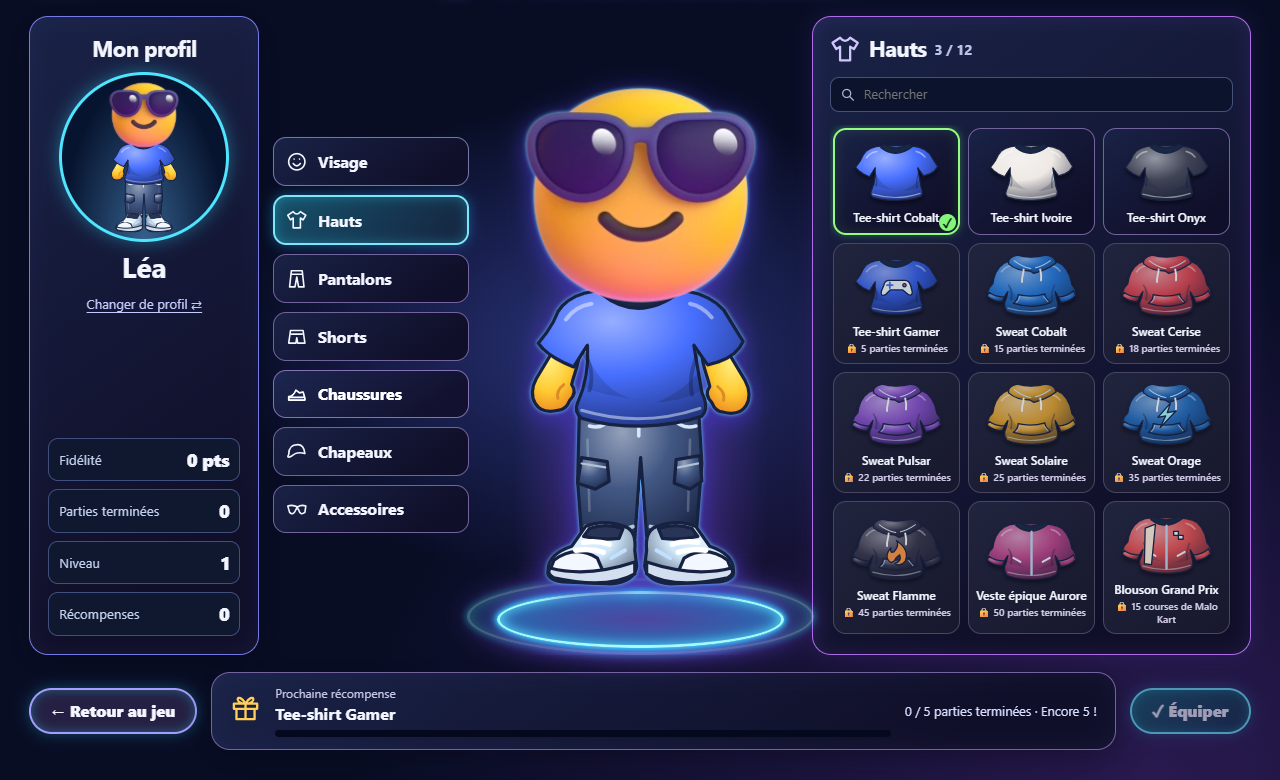 Mon profil
Léa
Changer de profil ⇄
Fidélité 0 pts
Parties terminées 0
Niveau 1
Récompenses 0
Visage
Hauts
Pantalons
Shorts
Chaussures
Chapeaux
Accessoires
Hauts 3 / 12
Rechercher
Tee-shirt Cobalt
Tee-shirt Ivoire
Tee-shirt Onyx
Tee-shirt Gamer
5 parties terminées
Sweat Cobalt
15 parties terminées
Sweat Cerise
18 parties terminées
Sweat Pulsar
22 parties terminées
Sweat Solaire
25 parties terminées
Sweat Orage
35 parties terminées
Sweat Flamme
45 parties terminées
Veste épique Aurore
50 parties terminées
Blouson Grand Prix
15 courses de Malo
Kart
← Retour au jeu
Prochaine récompense
Tee-shirt Gamer
0 / 5 parties terminées · Encore 5 !
✓ Équiper